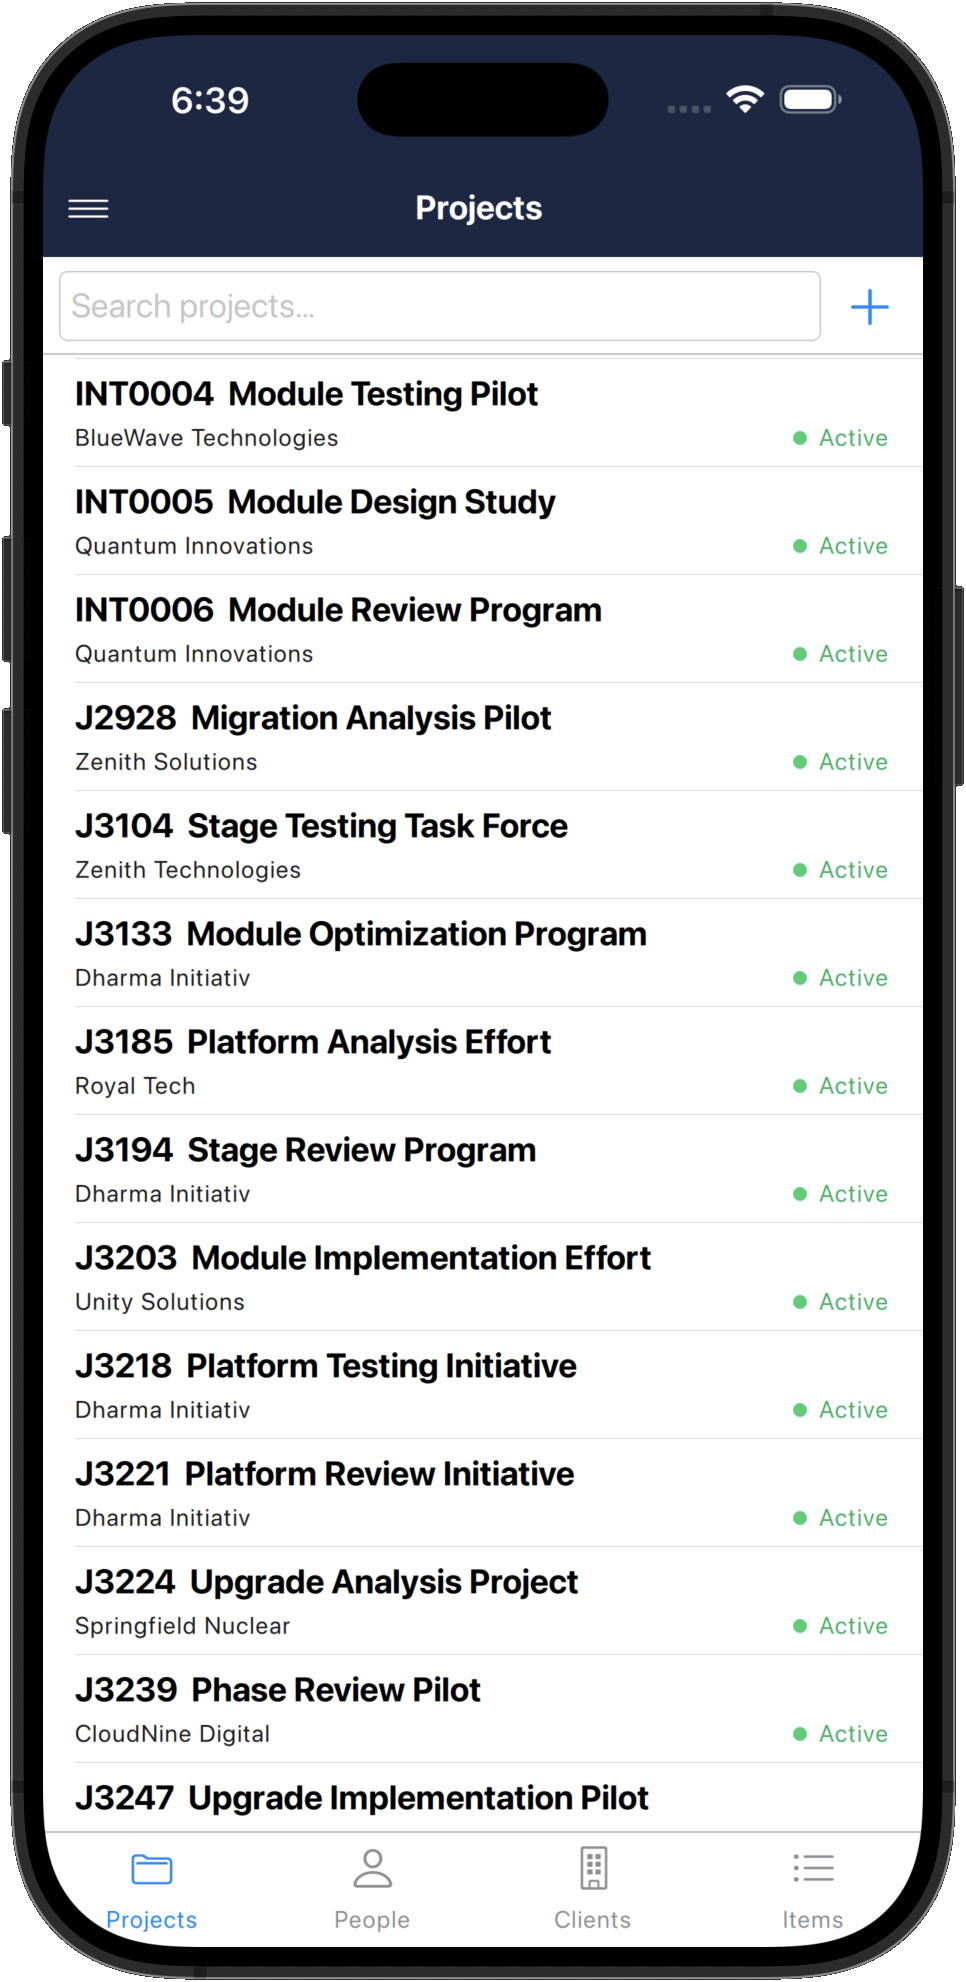 6:39
Projects
Search projects...
INT0004 Module Testing Pilot
BlueWave Technologies Active
INT0005 Module Design Study
Quantum Innovations Active
INT0006 Module Review Program
Quantum Innovations Active
J2928 Migration Analysis Pilot
Zenith Solutions Active
J3104 Stage Testing Task Force
Zenith Technologies Active
J3133 Module Optimization Program
Dharma Initiativ Active
J3185 Platform Analysis Effort
Royal Tech Active
J3194 Stage Review Program
Dharma Initiativ Active
J3203 Module Implementation Effort
Unity Solutions Active
J3218 Platform Testing Initiative
Dharma Initiativ Active
J3221 Platform Review Initiative
Dharma Initiativ Active
J3224 Upgrade Analysis Project
Springfield Nuclear Active
J3239 Phase Review Pilot
CloudNine Digital Active
J3247 Upgrade Implementation Pilot
Projects People Clients Items